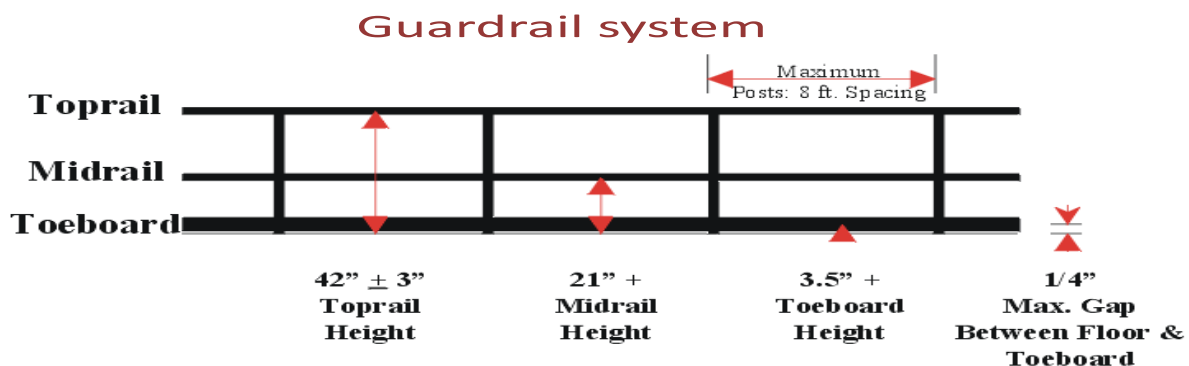 Guardrail system
Maximum
Posts: 8 ft. Spacing
Toprail
Midrail
Toeboard
42” ± 3”
Toprail
Height
21” +
Midrail
Height
3.5” +
Toeboard
Height
1/4”
Max. Gap
Between Floor &
Toeboard